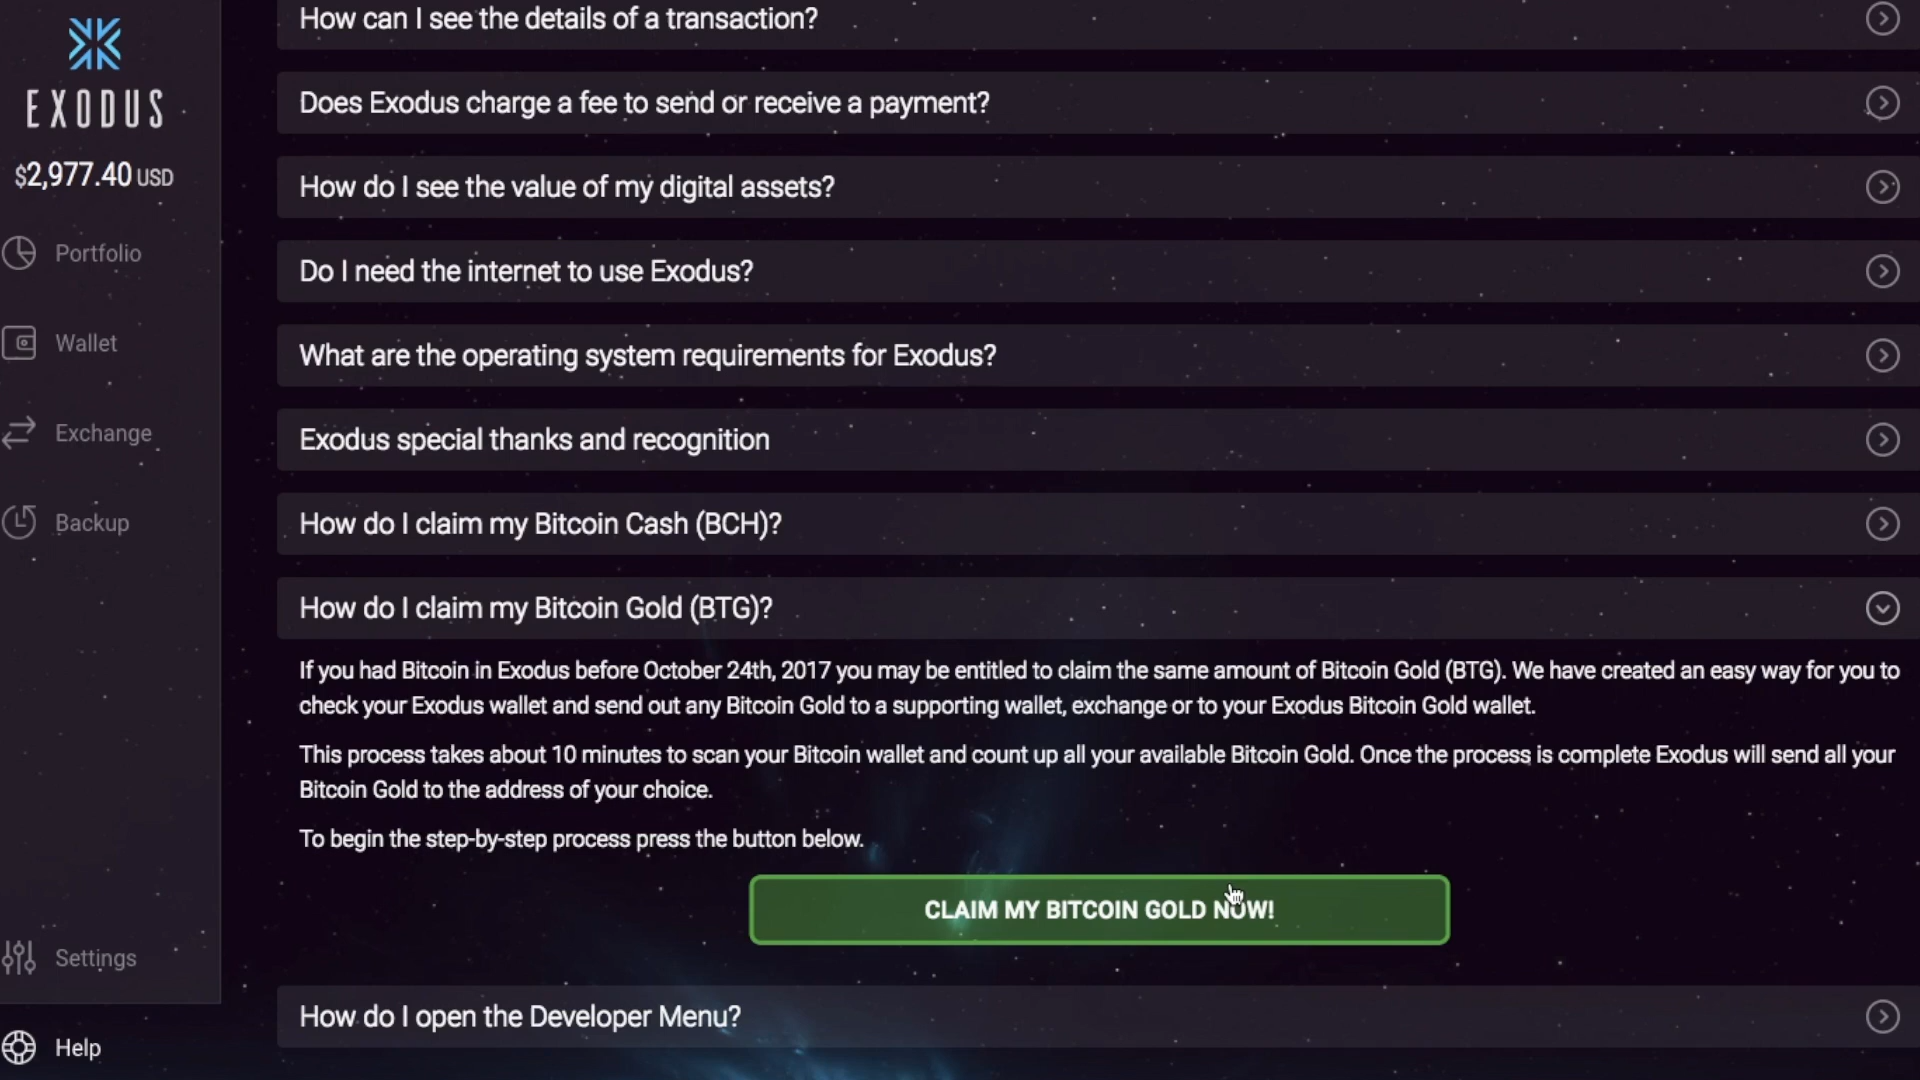 EXODUS
$2,977.40 USD
Portfolio
Wallet
Exchange
Backup
Settings
Help
How can I see the details of a transaction?
Does Exodus charge a fee to send or receive a payment?
How do I see the value of my digital assets?
Do I need the internet to use Exodus?
What are the operating system requirements for Exodus?
Exodus special thanks and recognition
How do I claim my Bitcoin Cash (BCH)?
How do I claim my Bitcoin Gold (BTG)?
If you had Bitcoin in Exodus before October 24th, 2017 you may be entitled to claim the same amount of Bitcoin Gold (BTG). We have created an easy way for you to
check your Exodus wallet and send out any Bitcoin Gold to a supporting wallet, exchange or to your Exodus Bitcoin Gold wallet.
This process takes about 10 minutes to scan your Bitcoin wallet and count up all your available Bitcoin Gold. Once the process is complete Exodus will send all your
Bitcoin Gold to the address of your choice.
To begin the step-by-step process press the button below.
CLAIM MY BITCOIN GOLD NOW!
How do I open the Developer Menu?